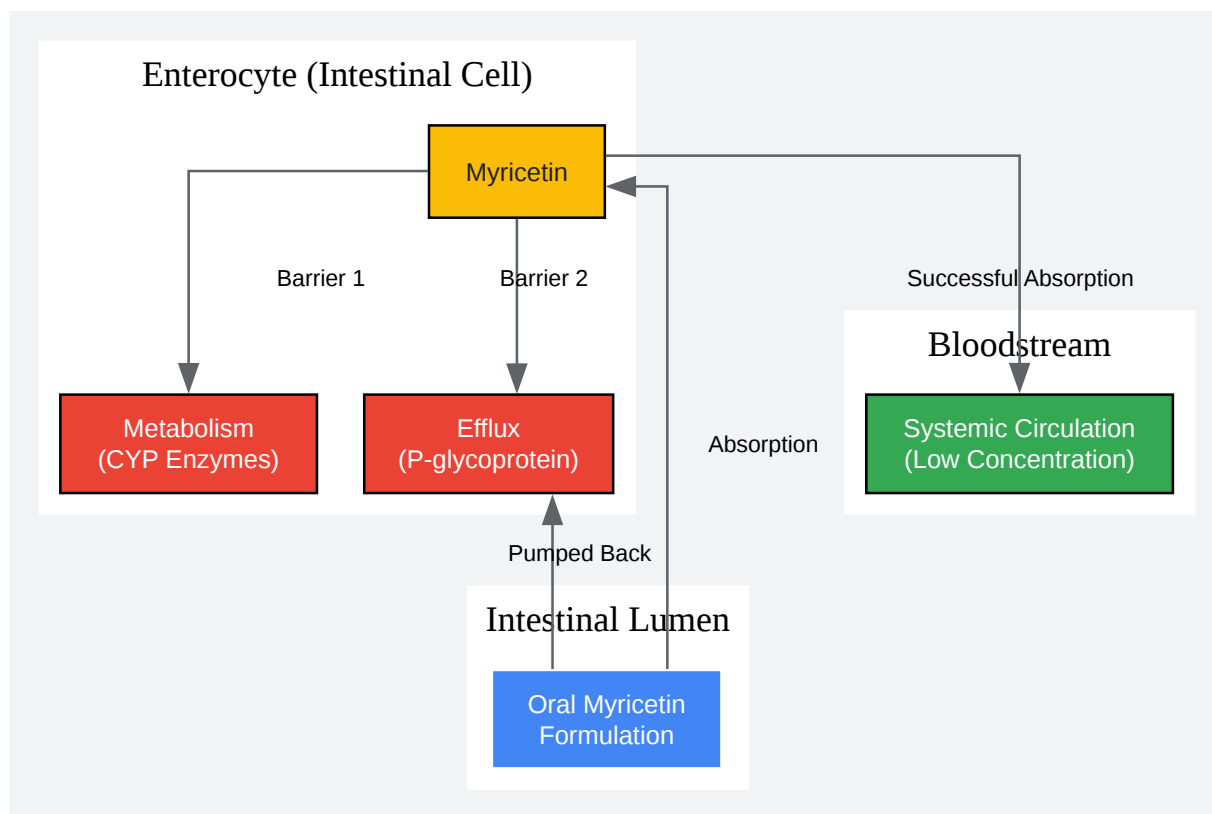 Enterocyte (Intestinal Cell)
Myricetin
Barrier 1
Barrier 2
Successful Absorption
Bloodstream
Metabolism
(CYP Enzymes)
Efflux
(P-glycoprotein)
Absorption
Systemic Circulation
(Low Concentration)
Pumped Back
Intestinal Lumen
Oral Myricetin
Formulation